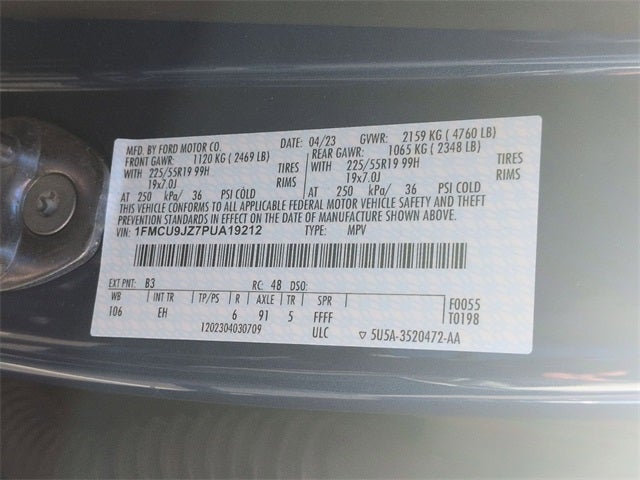 MFD. BY FORD MOTOR CO. DATE: 04/23 GVWR: 2159 KG ( 4760 LB)
FRONT GAWR: 1120 KG ( 2469 LB) REAR GAWR: 1065 KG ( 2348 LB)
WITH 225/55R19 99H TIRES WITH 225/55R19 99H TIRES
19x7.0J RIMS 19x7.0J RIMS
AT 250 kPa/ 36 PSI COLD AT 250 kPa/ 36 PSI COLD
THIS VEHICLE CONFORMS TO ALL APPLICABLE FEDERAL MOTOR VEHICLE SAFETY AND THEFT
PREVENTION STANDARDS IN EFFECT ON THE DATE OF MANUFACTURE SHOWN ABOVE.
VIN: 1FMCU9JZ7PUA19212 TYPE: MPV
EXT PNT: B3 RC: 48 DSO:
WB INT TR TP/PS R AXLE TR SPR F0055
106 EH 6 91 5 FFFF T0198
1202304030709 ULC ▽ 5U5A-3520472-AA